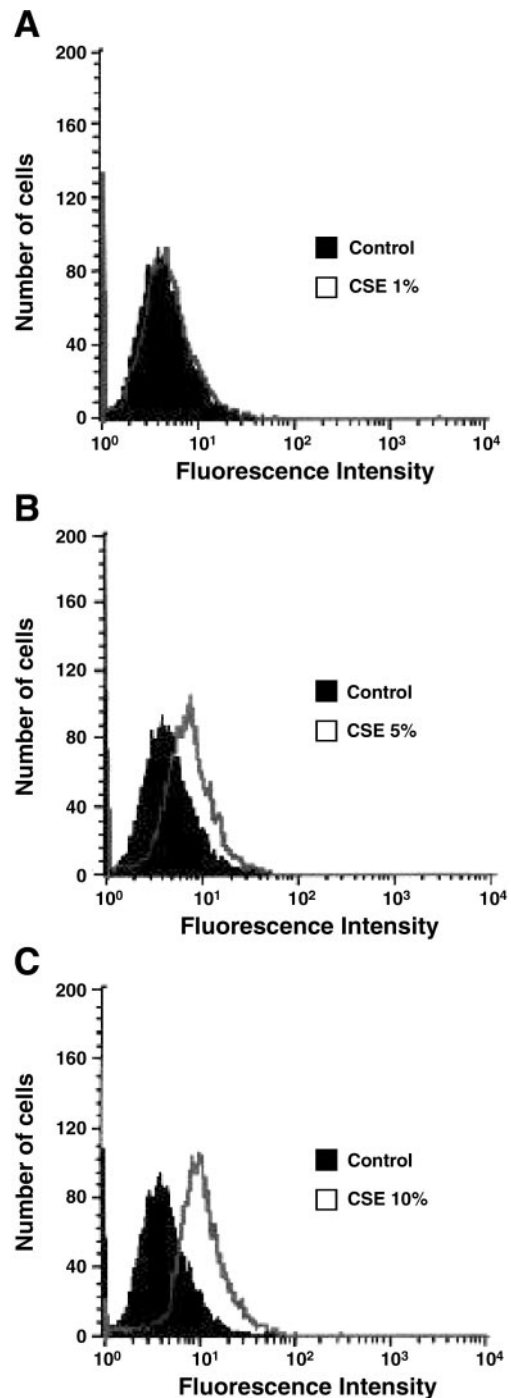 A
200
160
120
80
40
0
Number of cells
Control
CSE 1%
10⁰ 10¹ 10² 10³ 10⁴
Fluorescence Intensity
B
200
160
120
80
40
0
Number of cells
Control
CSE 5%
10⁰ 10¹ 10² 10³ 10⁴
Fluorescence Intensity
C
200
160
120
80
40
0
Number of cells
Control
CSE 10%
10⁰ 10¹ 10² 10³ 10⁴
Fluorescence Intensity